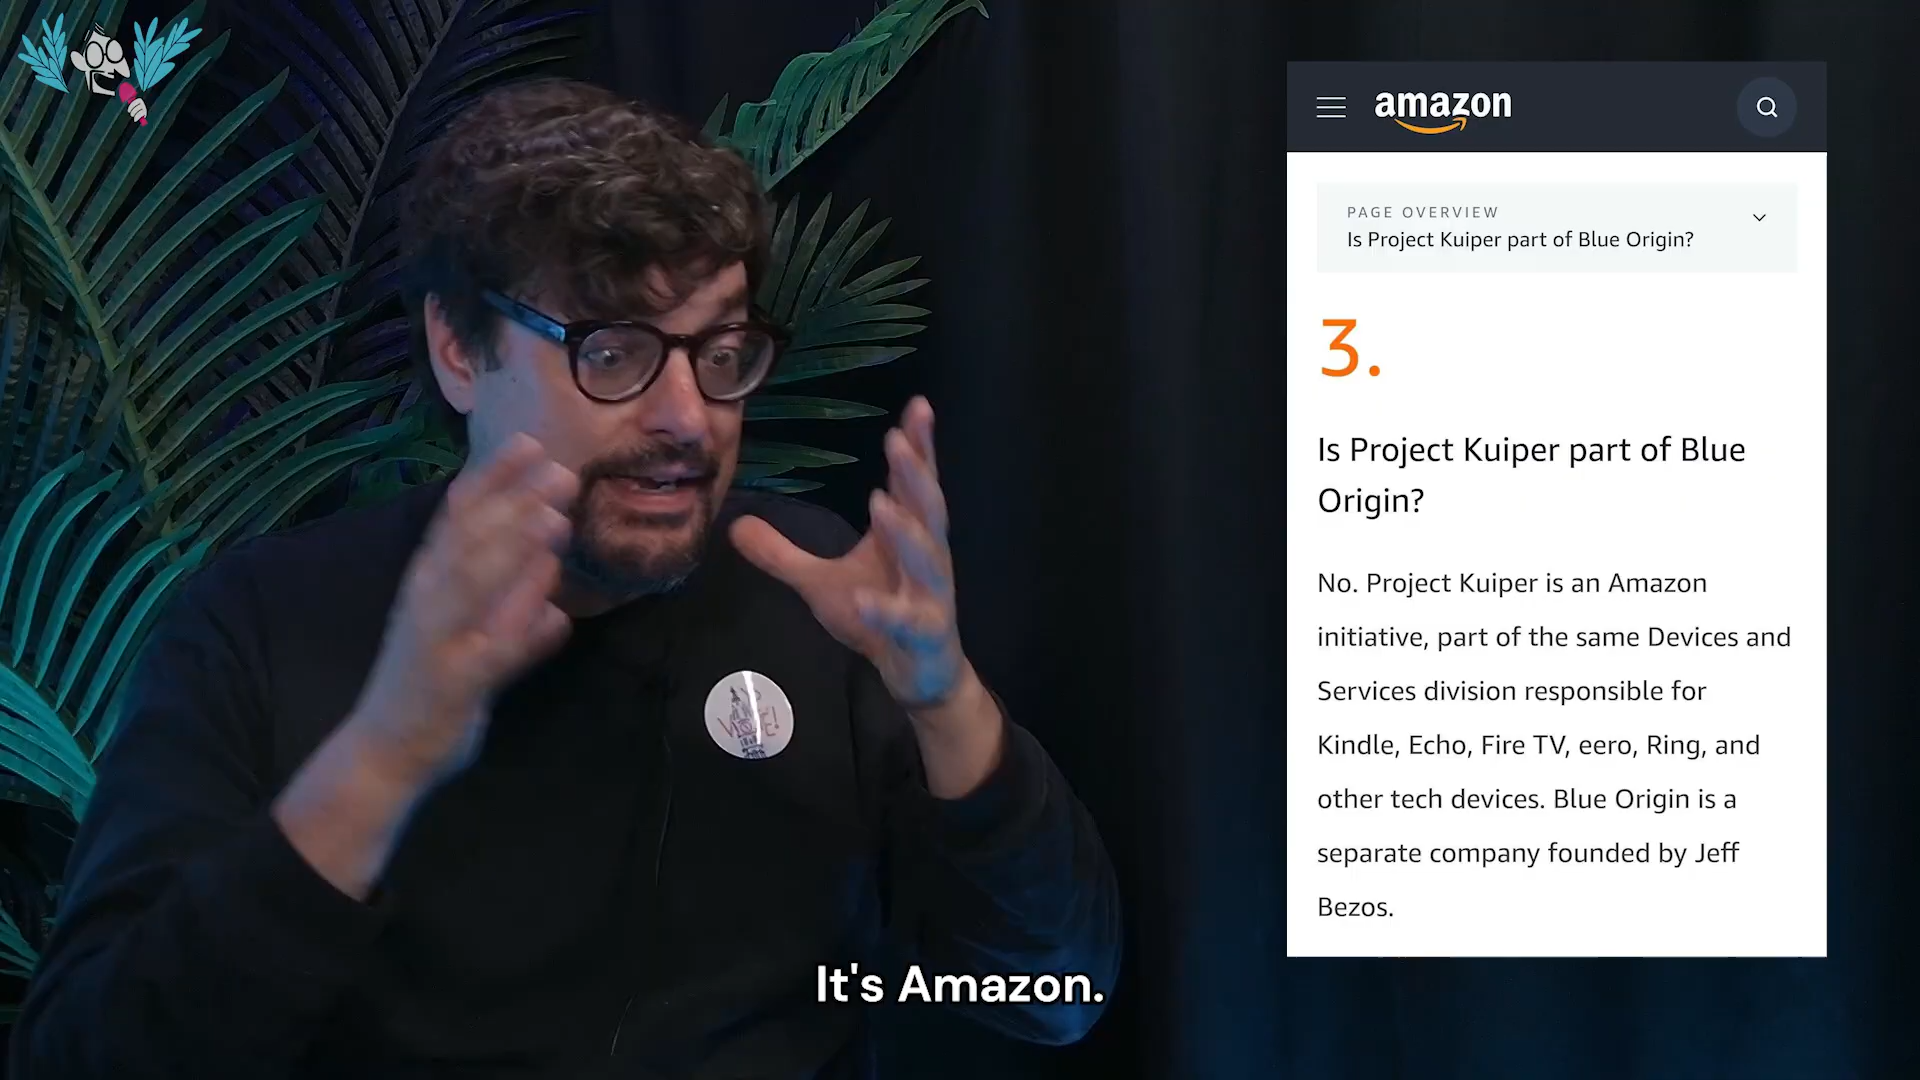 amazon
PAGE OVERVIEW
Is Project Kuiper part of Blue Origin?
3.
Is Project Kuiper part of Blue
Origin?
No. Project Kuiper is an Amazon
initiative, part of the same Devices and
Services division responsible for
Kindle, Echo, Fire TV, eero, Ring, and
other tech devices. Blue Origin is a
separate company founded by Jeff
Bezos.
It's Amazon.